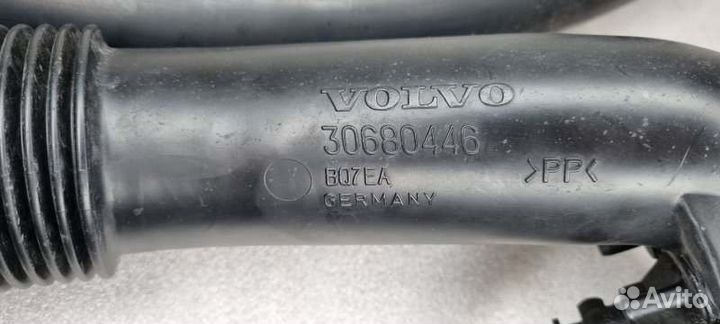 VOLVO
30680446
BQ7EA
GERMANY
>PP<
Avito